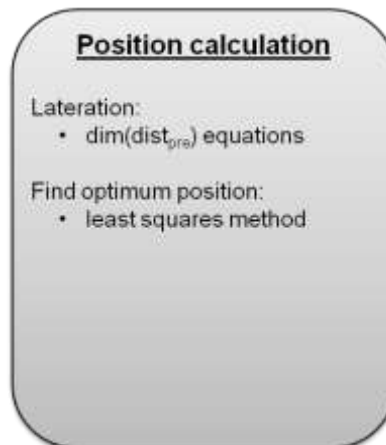 Position calculation
Lateration:
• dim(dist_pre) equations
Find optimum position:
• least squares method